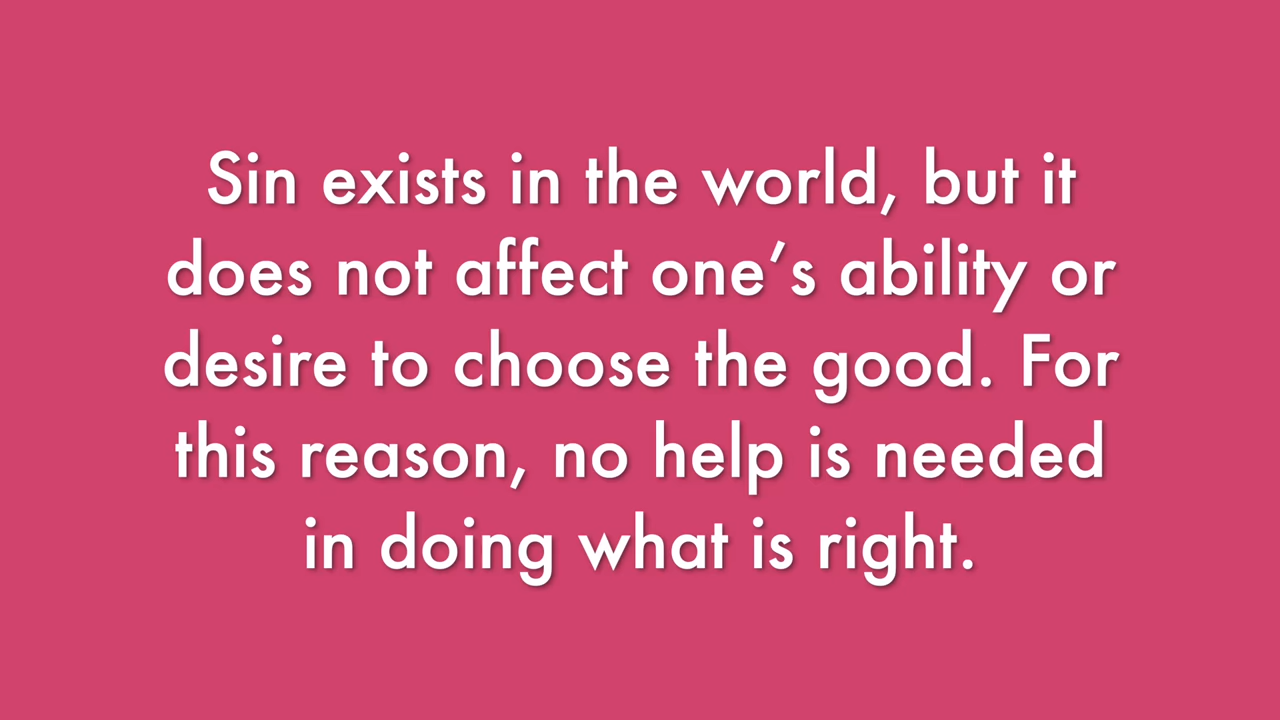 Sin exists in the world, but it
does not affect one’s ability or
desire to choose the good. For
this reason, no help is needed
in doing what is right.